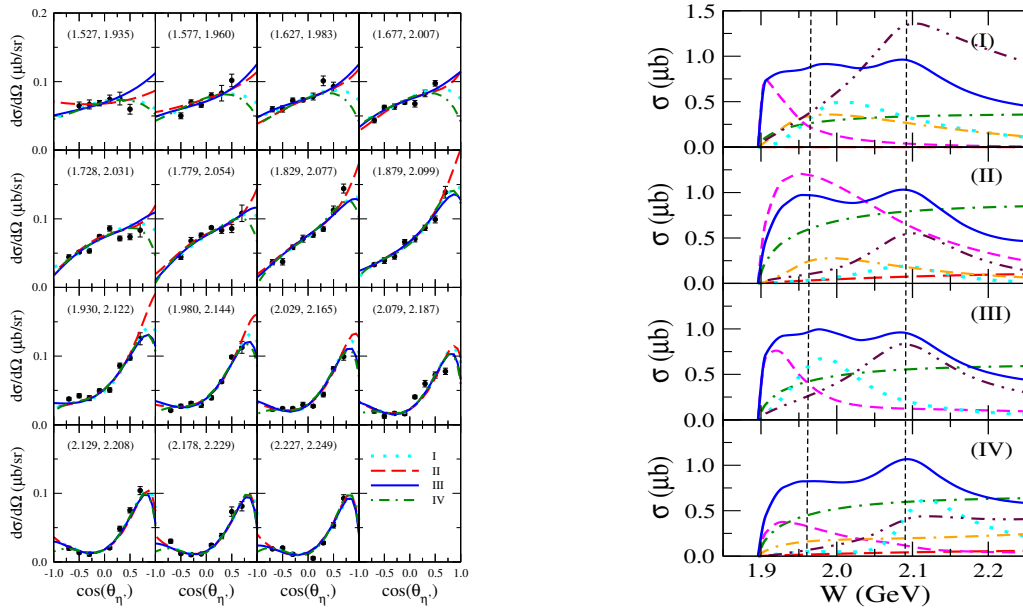 0.2
(1.527, 1.935) (1.577, 1.960) (1.627, 1.983) (1.677, 2.007)
dσ/dΩ (μb/sr)
0.1
0.0
(1.728, 2.031) (1.779, 2.054) (1.829, 2.077) (1.879, 2.099)
dσ/dΩ (μb/sr)
0.1
0.0
(1.930, 2.122) (1.980, 2.144) (2.029, 2.165) (2.079, 2.187)
dσ/dΩ (μb/sr)
0.1
0.0
(2.129, 2.208) (2.178, 2.229) (2.227, 2.249)
dσ/dΩ (μb/sr)
0.1
I
II
III
IV
0.0
-1.0 -0.5 0.0 0.5 -1.0 -0.5 0.0 0.5 -1.0 -0.5 0.0 0.5 -1.0 -0.5 0.0 0.5 1.0
cos(θη') cos(θη') cos(θη') cos(θη')
1.5
(I)
σ (μb)
1.0
0.5
0.0
(II)
σ (μb)
1.0
0.5
0.0
(III)
σ (μb)
1.0
0.5
0.0
(IV)
σ (μb)
1.0
0.5
0.0
1.9 2.0 2.1 2.2
W (GeV)